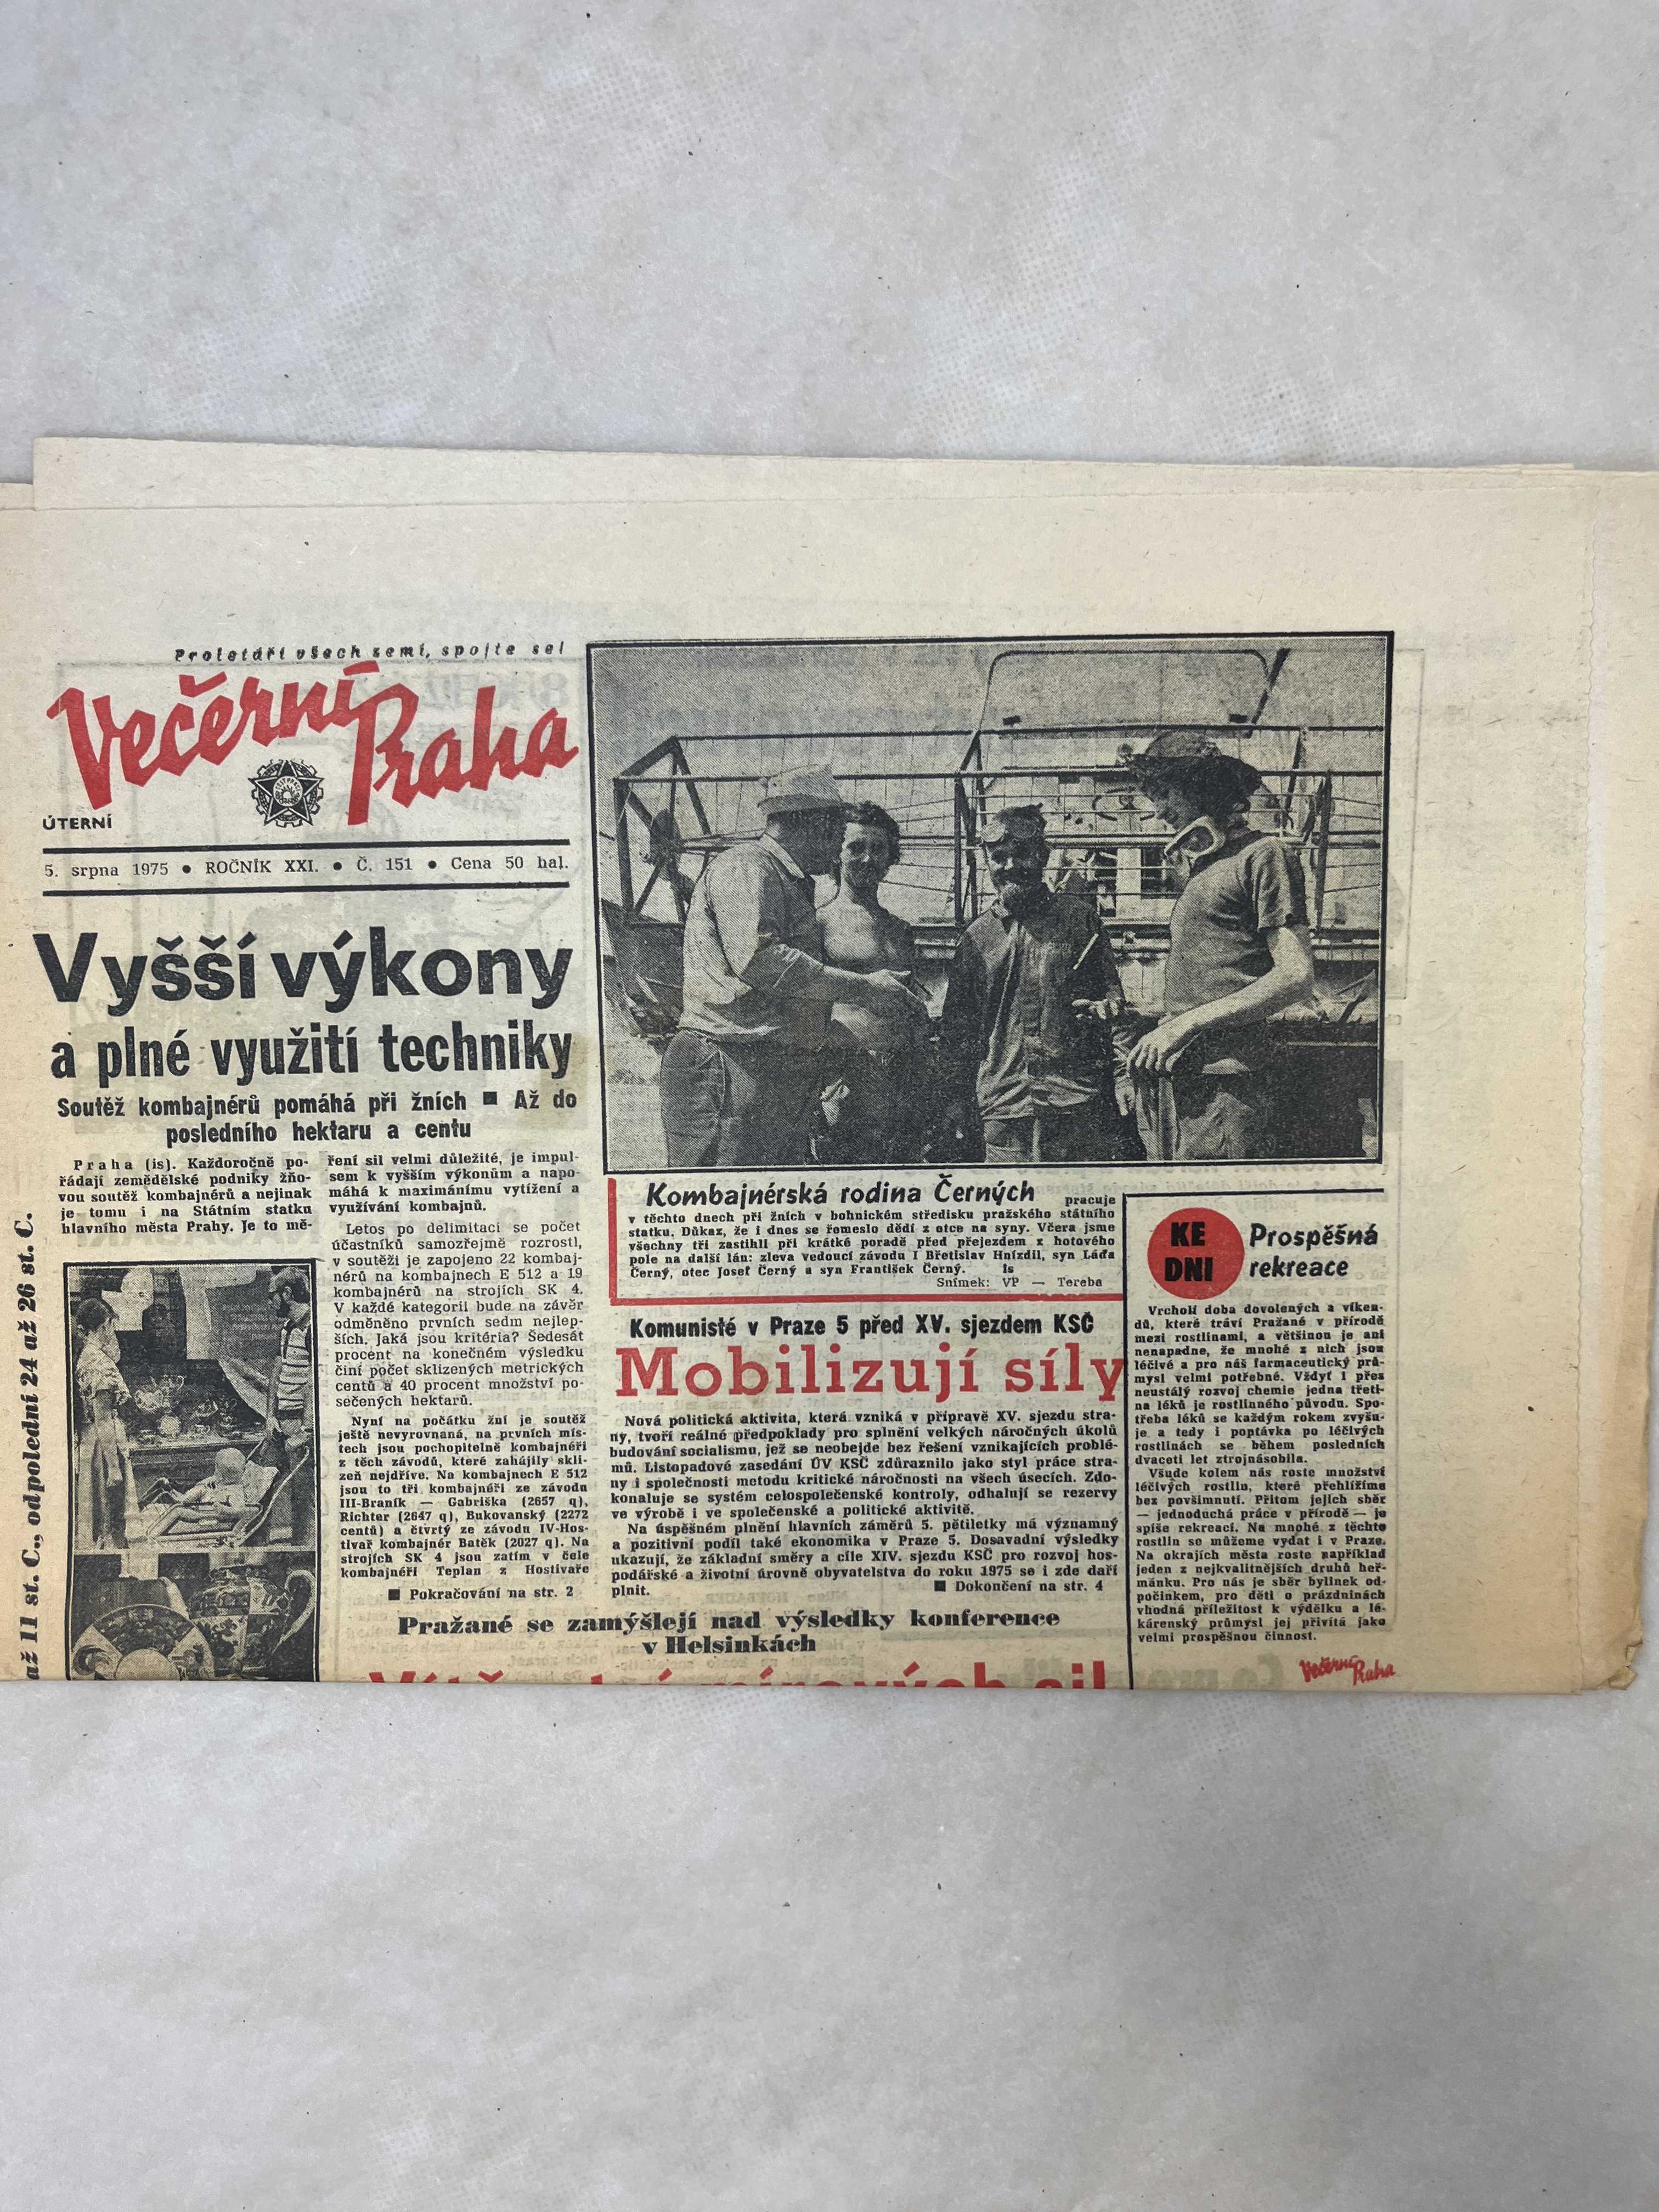 Proletáři všech zemí, spojte se!
Večerní
Praha
ÚTERNÍ
5. srpna 1975 ● ROČNÍK XXI. ● Č. 151 ● Cena 50 hal.
Vyšší výkony
a plné využití techniky
Soutěž kombajnérů pomáhá při žních ■ Až do
posledního hektaru a centu
Praha (is). Každoročně po-
řádají zemědělské podniky žňo-
vou soutěž kombajnérů a nejinak
je tomu i na Státním statku
hlavního města Prahy. Je to mě-
ření sil velmi důležité, je impul-
sem k vyšším výkonům a napo-
máhá k maximánímu vytížení a
využívání kombajnů.
Letos po delimitaci se počet
účastníků samozřejmě rozrostl,
v soutěži je zapojeno 22 kombaj-
nérů na kombajnech E 512 a 19
kombajnérů na strojích SK 4.
V každé kategorii bude na závěr
odměněno prvních sedm nejlep-
ších. Jaká jsou kritéria? Šedesát
procent na konečném výsledku
činí počet sklizených metrických
centů a 40 procent množství po-
sečených hektarů.
Nyní na počátku žní je soutěž
ještě nevyrovnaná, na prvních mís-
tech jsou pochopitelně kombajnéři
z těch závodů, které zahájily skli-
zeň nejdříve. Na kombajnech E 512
jsou to tři kombajnéři ze závodu
III-Braník — Gabriška (2657 q),
Richter (2647 q), Bukovanský (2272
centů) a čtvrtý ze závodu IV-Hos-
tivař kombajnér Batěk (2027 q). Na
strojích SK 4 jsou zatím v čele
kombajnéři Teplan z Hostivaře
■ Pokračování na str. 2
až 11 st. C., odpolední 24 až 26 st. C.
Kombajnérská rodina Černých pracuje
v těchto dnech při žních v bohnickém středisku pražského státního
statku. Důkaz, že i dnes se řemeslo dědí z otce na syny. Včera jsme
všechny tři zastihli při krátké poradě před přejezdem z hotového
pole na další lán: zleva vedoucí závodu I Břetislav Hnízdil, syn Láďa
Černý, otec Josef Černý a syn František Černý. is
Snímek: VP — Tereba
Komunisté v Praze 5 před XV. sjezdem KSČ
Mobilizují síly
Nová politická aktivita, která vzniká v přípravě XV. sjezdu stra-
ny, tvoří reálné předpoklady pro splnění velkých náročných úkolů
budování socialismu, jež se neobejde bez řešení vznikajících problé-
mů. Listopadové zasedání ÚV KSČ zdůraznilo jako styl práce stra-
ny i společnosti metodu kritické náročnosti na všech úsecích. Zdo-
konaluje se systém celospolečenské kontroly, odhalují se rezervy
ve výrobě i ve společenské a politické aktivitě.
Na úspěšném plnění hlavních záměrů 5. pětiletky má významný
a pozitivní podíl také ekonomika v Praze 5. Dosavadní výsledky
ukazují, že základní směry a cíle XIV. sjezdu KSČ pro rozvoj hos-
podářské a životní úrovně obyvatelstva do roku 1975 se i zde daří
plnit.
■ Dokončení na str. 4
KE
DNI
Prospěšná
rekreace
Vrcholí doba dovolených a víken-
dů, které tráví Pražané v přírodě
mezi rostlinami, a většinou je ani
nenapadne, že mnohé z nich jsou
léčivé a pro náš farmaceutický prů-
mysl velmi potřebné. Vždyť i přes
neustálý rozvoj chemie jedna třeti-
na léků je rostlinného původu. Spo-
třeba léků se každým rokem zvyšu-
je a tedy i poptávka po léčivých
rostlinách se během posledních
dvaceti let ztrojnásobila.
Všude kolem nás roste množství
léčivých rostlin, které přehlížíme
bez povšimnutí. Přitom jejich sběr
— jednoduchá práce v přírodě — je
spíše rekreací. Na mnohé z těchto
rostlin se můžeme vydat i v Praze.
Na okrajích města roste například
jeden z nejkvalitnějších druhů heř-
mánku. Pro nás je sběr bylinek od-
počinkem, pro děti o prázdninách
vhodná příležitost k výdělku a lé-
kárenský průmysl jej přivítá jako
velmi prospěšnou činnost.
Večerní Praha
Pražané se zamýšlejí nad výsledky konference
v Helsinkách